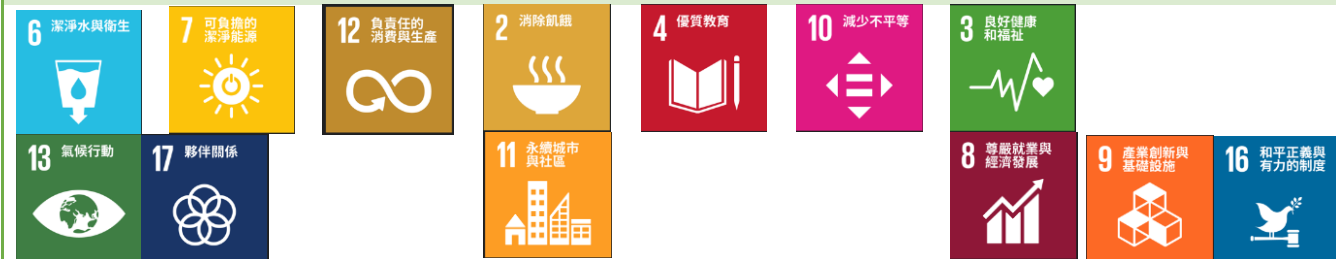 6 潔淨水與衛生
7 可負擔的
潔淨能源
12 負責任的
消費與生產
2 消除飢餓
4 優質教育
10 減少不平等
3 良好健康
和福祉
13 氣候行動
17 夥伴關係
11 永續城市
與社區
8 尊嚴就業與
經濟發展
9 產業創新與
基礎設施
16 和平正義與
有力的制度